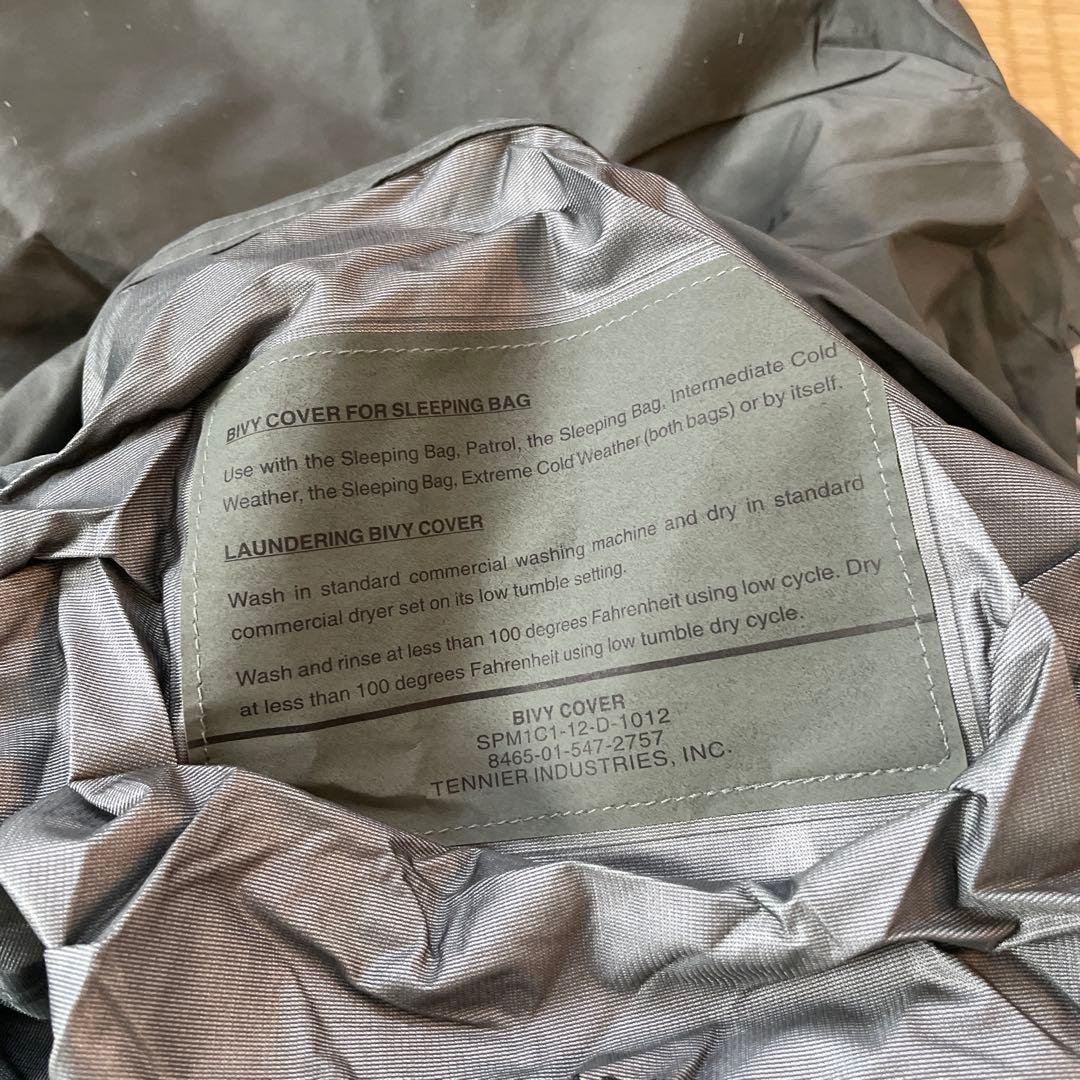 BIVY COVER FOR SLEEPING BAG
Use with the Sleeping Bag, Patrol, the Sleeping Bag, Intermediate Cold
Weather, the Sleeping Bag, Extreme Cold Weather (both bags) or by itself.
LAUNDERING BIVY COVER
Wash in standard commercial washing machine and dry in standard
commercial dryer set on its low tumble setting.
Wash and rinse at less than 100 degrees Fahrenheit using low cycle. Dry
at less than 100 degrees Fahrenheit using low tumble dry cycle.
BIVY COVER
SPM1C1-12-D-1012
8465-01-547-2757
TENNIER INDUSTRIES, INC.